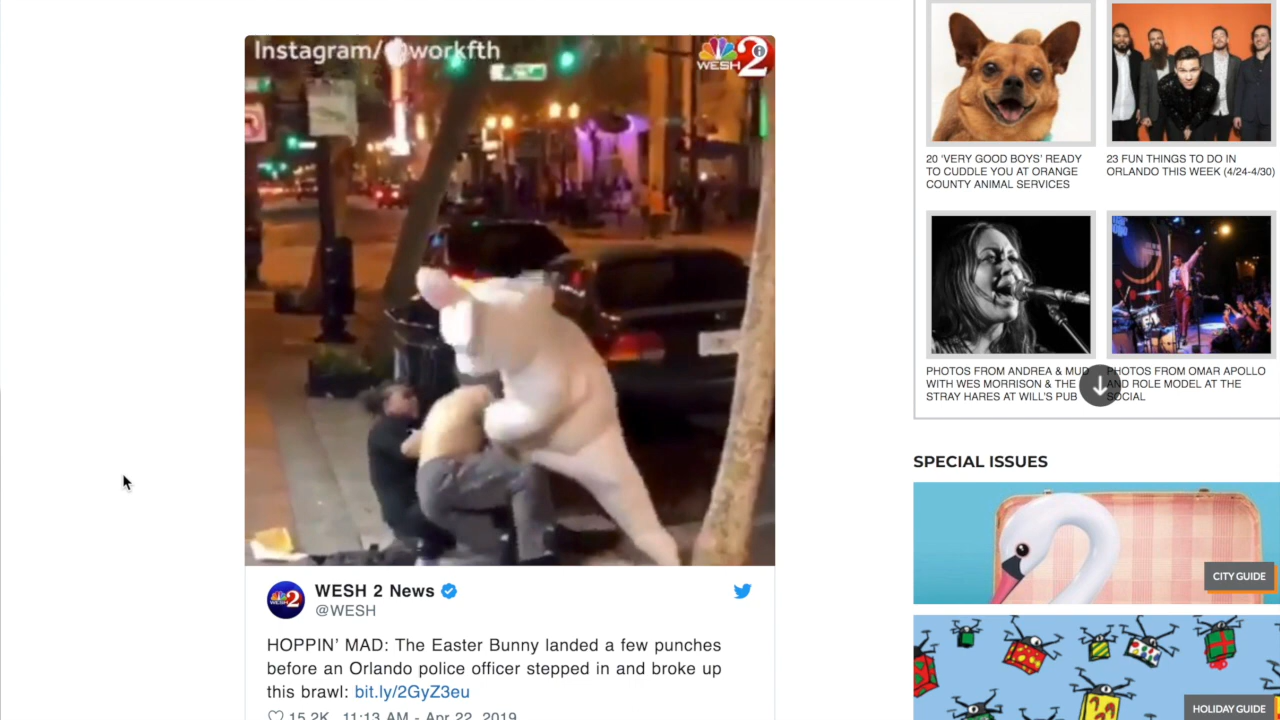 Instagram/@workfth
WESH 2
WESH 2 News
@WESH
HOPPIN' MAD: The Easter Bunny landed a few punches
before an Orlando police officer stepped in and broke up
this brawl: bit.ly/2GyZ3eu
15.2K 11:13 AM - Apr 22, 2019
20 'VERY GOOD BOYS' READY
TO CUDDLE YOU AT ORANGE
COUNTY ANIMAL SERVICES
23 FUN THINGS TO DO IN
ORLANDO THIS WEEK (4/24-4/30)
PHOTOS FROM ANDREA & MUD
WITH WES MORRISON & THE
STRAY HARES AT WILL'S PUB
PHOTOS FROM OMAR APOLLO
AND ROLE MODEL AT THE
SOCIAL
SPECIAL ISSUES
CITY GUIDE
HOLIDAY GUIDE